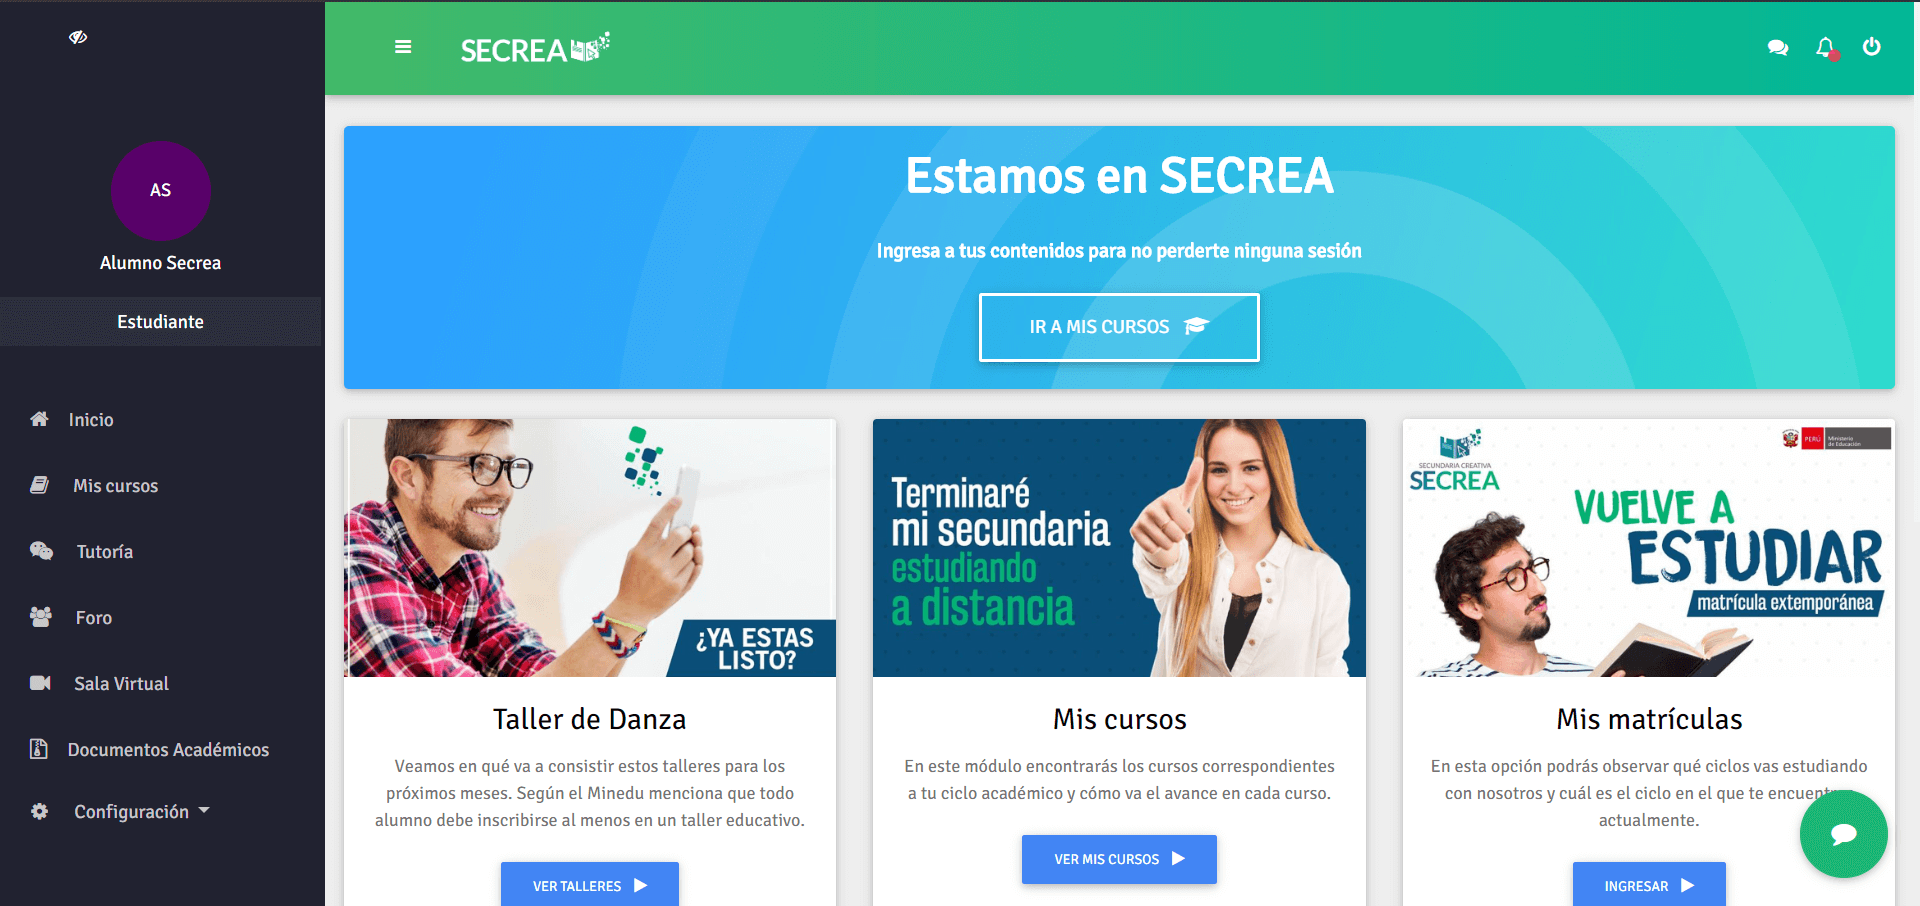 SECREA
AS
Alumno Secrea
Estudiante
Inicio
Mis cursos
Tutoría
Foro
Sala Virtual
Documentos Académicos
Configuración
Estamos en SECREA
Ingresa a tus contenidos para no perderte ninguna sesión
IR A MIS CURSOS
¿YA ESTAS
LISTO?
Taller de Danza
Veamos en qué va a consistir estos talleres para los
próximos meses. Según el Minedu menciona que todo
alumno debe inscribirse al menos en un taller educativo.
VER TALLERES
Terminaré
mi secundaria
estudiando
a distancia
Mis cursos
En este módulo encontrarás los cursos correspondientes
a tu ciclo académico y cómo va el avance en cada curso.
VER MIS CURSOS
PERÚ
Ministerio
de Educación
SECUNDARIA CREATIVA
SECREA
VUELVE A
ESTUDIAR
matrícula extemporánea
Mis matrículas
En esta opción podrás observar qué ciclos vas estudiando
con nosotros y cuál es el ciclo en el que te
actualmente.
INGRESAR